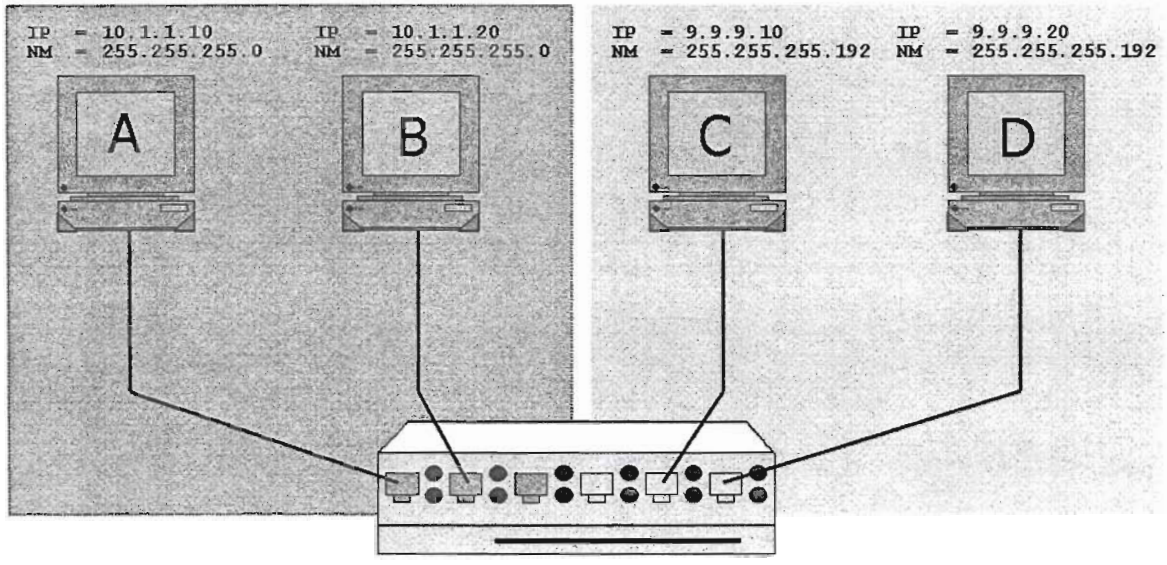 IP = 10.1.1.10
NM = 255.255.255.0
IP = 10.1.1.20
NM = 255.255.255.0
IP = 9.9.9.10
NM = 255.255.255.192
IP = 9.9.9.20
NM = 255.255.255.192
A
B
C
D